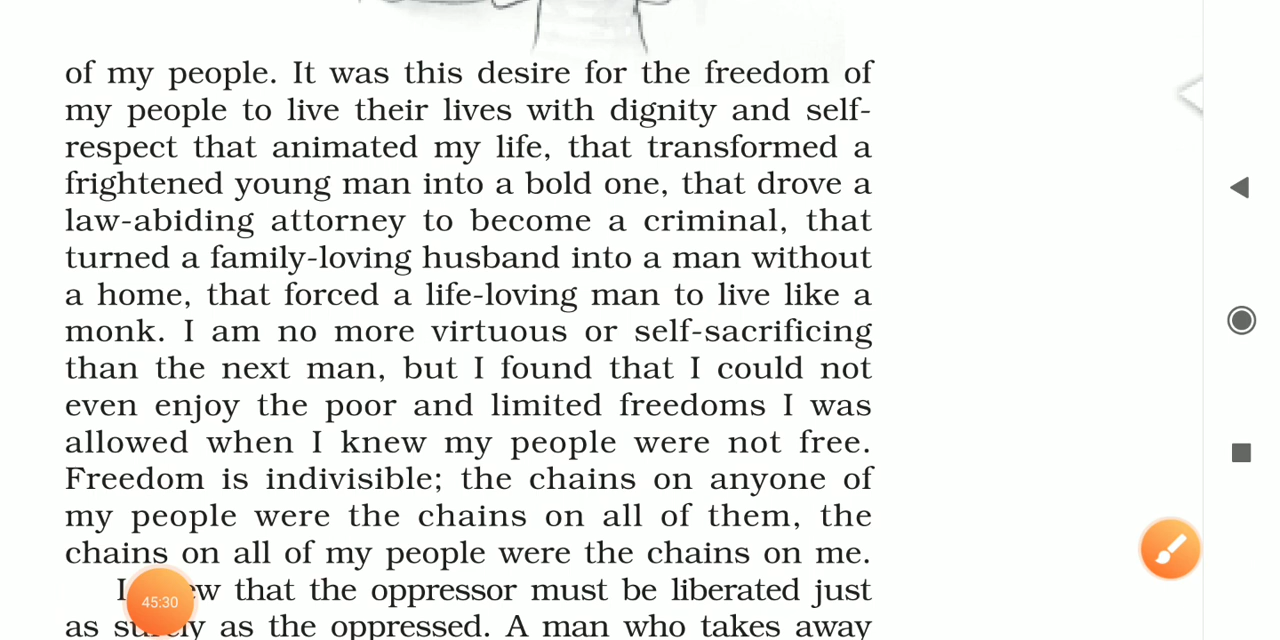 of my people. It was this desire for the freedom of
my people to live their lives with dignity and self-
respect that animated my life, that transformed a
frightened young man into a bold one, that drove a
law-abiding attorney to become a criminal, that
turned a family-loving husband into a man without
a home, that forced a life-loving man to live like a
monk. I am no more virtuous or self-sacrificing
than the next man, but I found that I could not
even enjoy the poor and limited freedoms I was
allowed when I knew my people were not free.
Freedom is indivisible; the chains on anyone of
my people were the chains on all of them, the
chains on all of my people were the chains on me.
I that the oppressor must be liberated just
45:30
as as the oppressed. A man who takes away